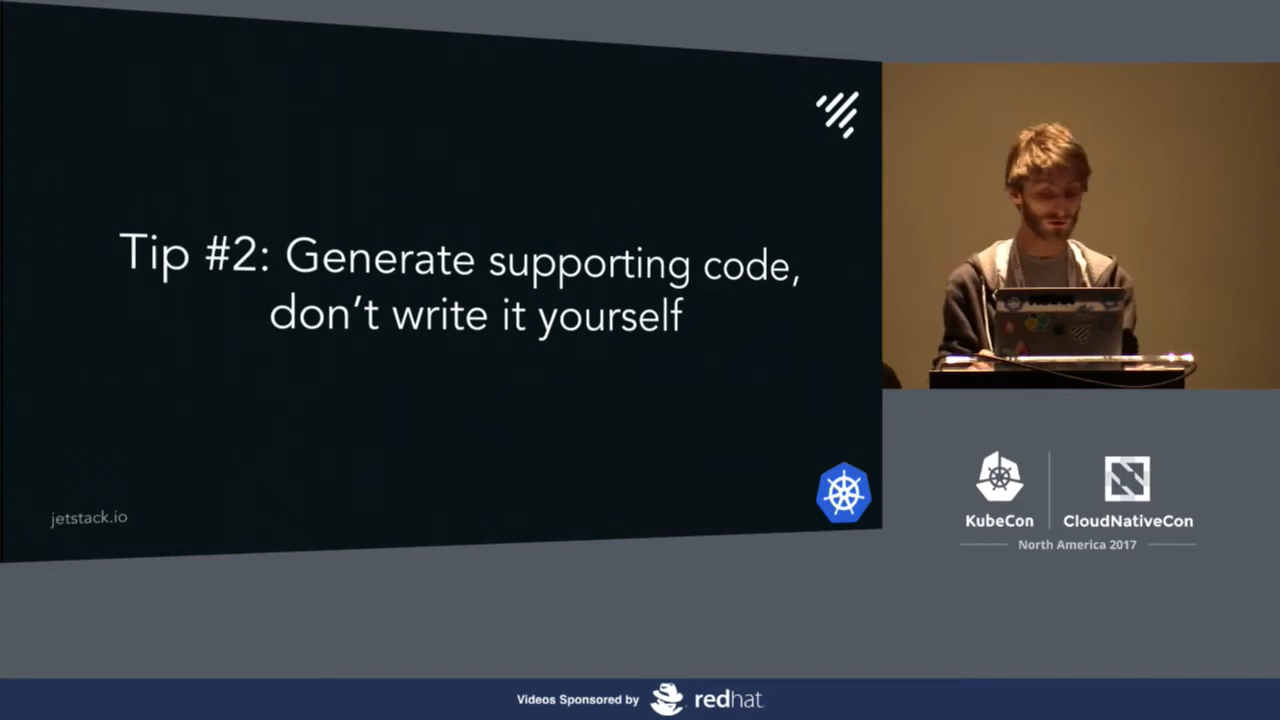 Tip #2: Generate supporting code,
don't write it yourself
jetstack.io
KubeCon
CloudNativeCon
North America 2017
Videos Sponsored by
redhat